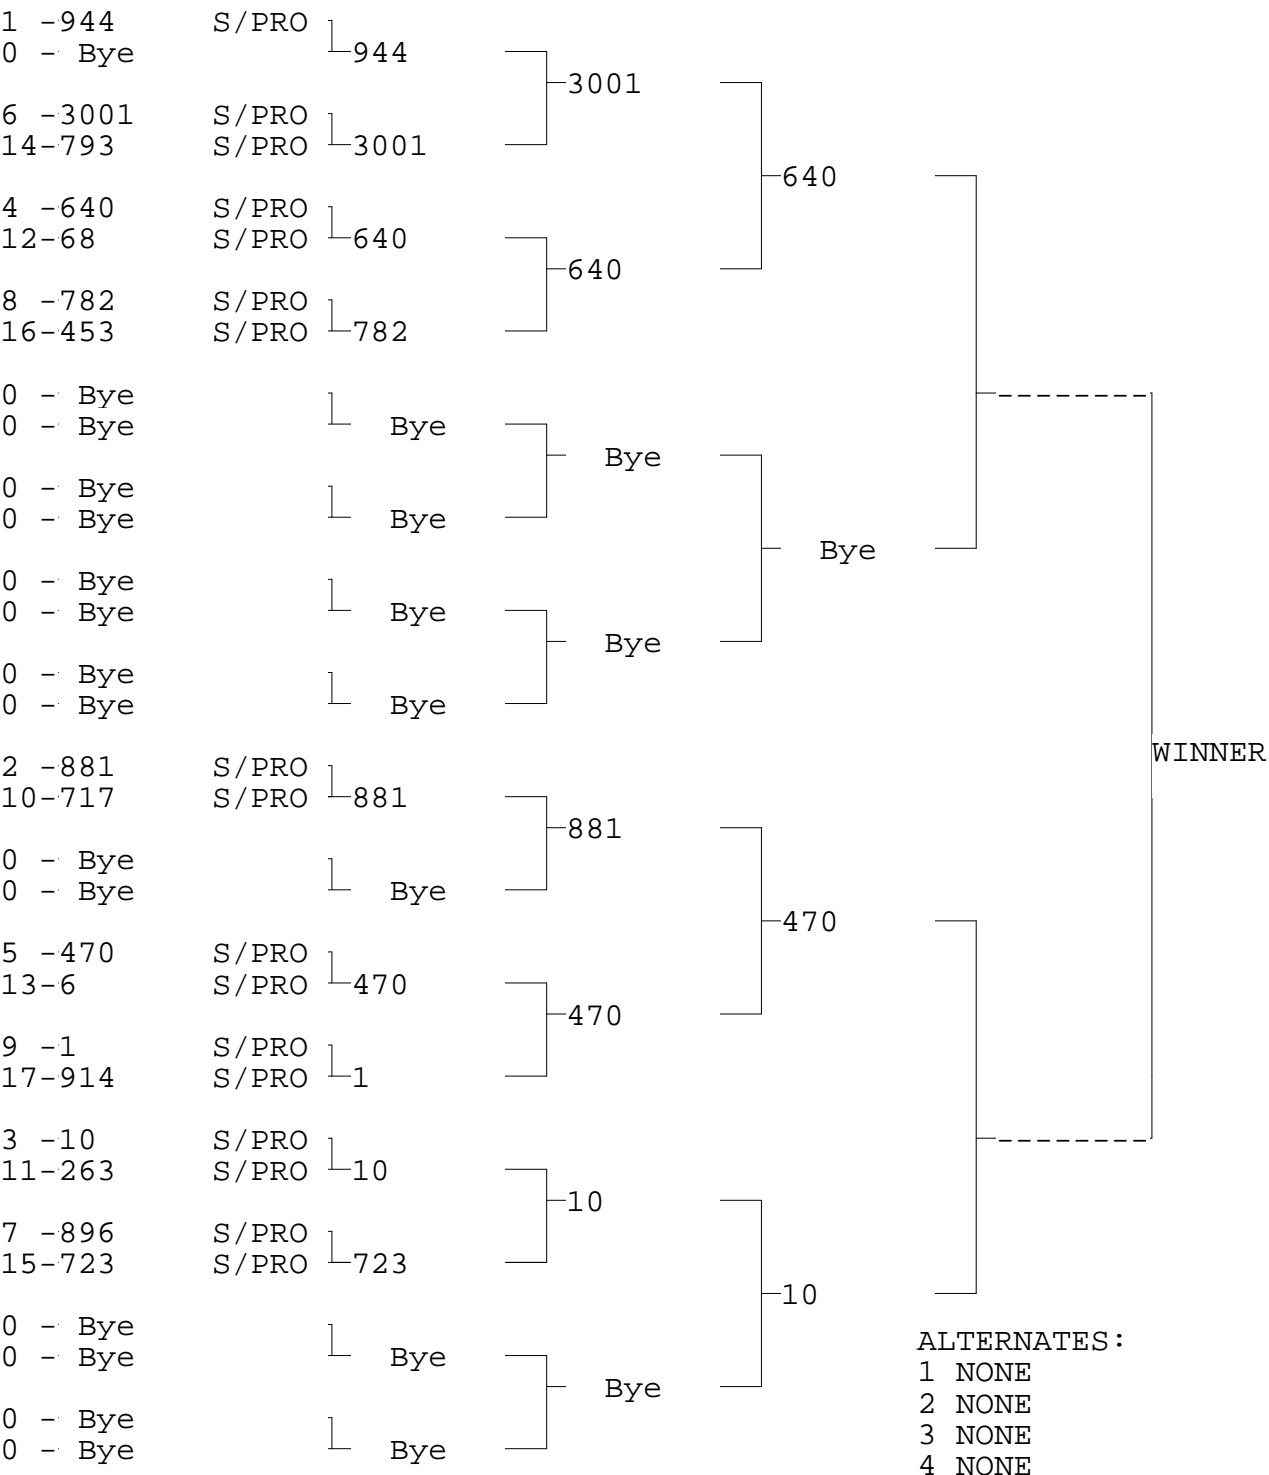 1 -944 S/PRO
0 - Bye 944
3001
6 -3001 S/PRO
14-793 S/PRO 3001
640
4 -640 S/PRO
12-68 S/PRO 640
640
8 -782 S/PRO
16-453 S/PRO 782
0 - Bye
0 - Bye Bye
Bye
0 - Bye
0 - Bye Bye
Bye
0 - Bye
0 - Bye Bye
Bye
0 - Bye
0 - Bye Bye
WINNER
2 -881 S/PRO
10-717 S/PRO 881
881
0 - Bye
0 - Bye Bye
470
5 -470 S/PRO
13-6 S/PRO 470
470
9 -1 S/PRO
17-914 S/PRO 1
3 -10 S/PRO
11-263 S/PRO 10
10
7 -896 S/PRO
15-723 S/PRO 723
10
0 - Bye
0 - Bye Bye
Bye
0 - Bye
0 - Bye Bye
ALTERNATES:
1 NONE
2 NONE
3 NONE
4 NONE